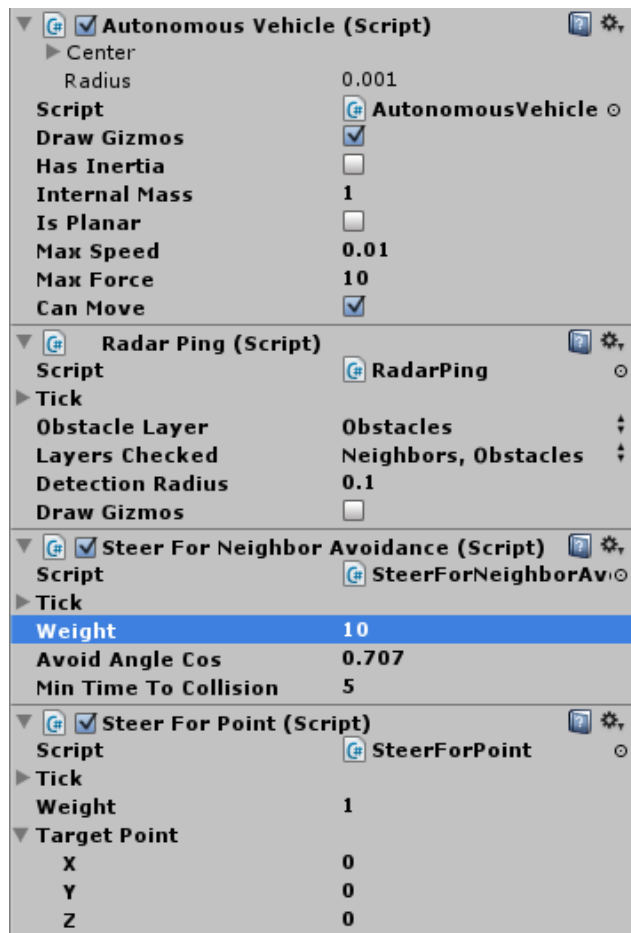 Autonomous Vehicle (Script)
Center
Radius 0.001
Script AutonomousVehicle
Draw Gizmos
Has Inertia
Internal Mass 1
Is Planar
Max Speed 0.01
Max Force 10
Can Move
Radar Ping (Script)
Script RadarPing
Tick
Obstacle Layer Obstacles
Layers Checked Neighbors, Obstacles
Detection Radius 0.1
Draw Gizmos
Steer For Neighbor Avoidance (Script)
Script SteerForNeighborAv
Tick
Weight 10
Avoid Angle Cos 0.707
Min Time To Collision 5
Steer For Point (Script)
Script SteerForPoint
Tick
Weight 1
Target Point
X 0
Y 0
Z 0